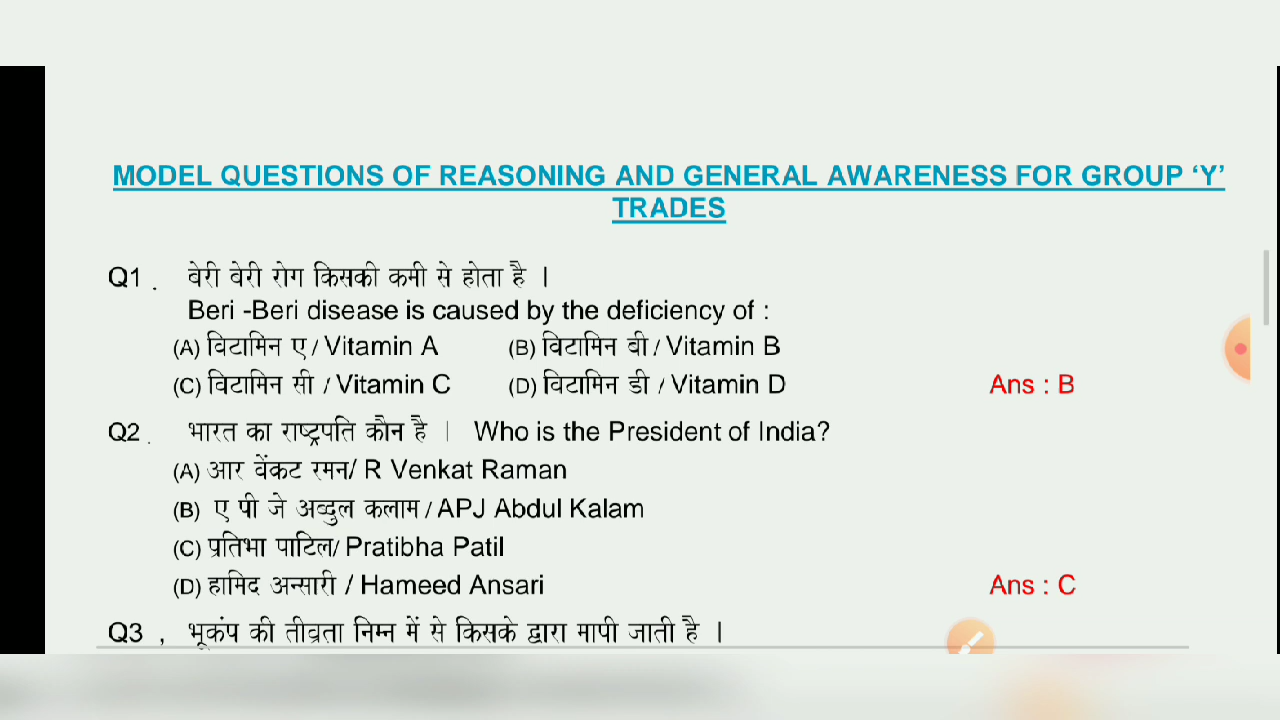 MODEL QUESTIONS OF REASONING AND GENERAL AWARENESS FOR GROUP ‘Y’
TRADES
Q1 . बेरी बेरी रोग किसकी कमी से होता है ।
Beri -Beri disease is caused by the deficiency of :
(A) विटामिन ए / Vitamin A (B) विटामिन बी / Vitamin B
(C) विटामिन सी / Vitamin C (D) विटामिन डी / Vitamin D Ans : B
Q2 . भारत का राष्ट्रपति कौन है । Who is the President of India?
(A) आर वेंकट रमन/ R Venkat Raman
(B) ए पी जे अब्दुल कलाम / APJ Abdul Kalam
(C) प्रतिभा पाटिल/ Pratibha Patil
(D) हामिद अन्सारी / Hameed Ansari Ans : C
Q3 , भूकंप की तीव्रता निम्न में से किसके द्वारा मापी जाती है ।